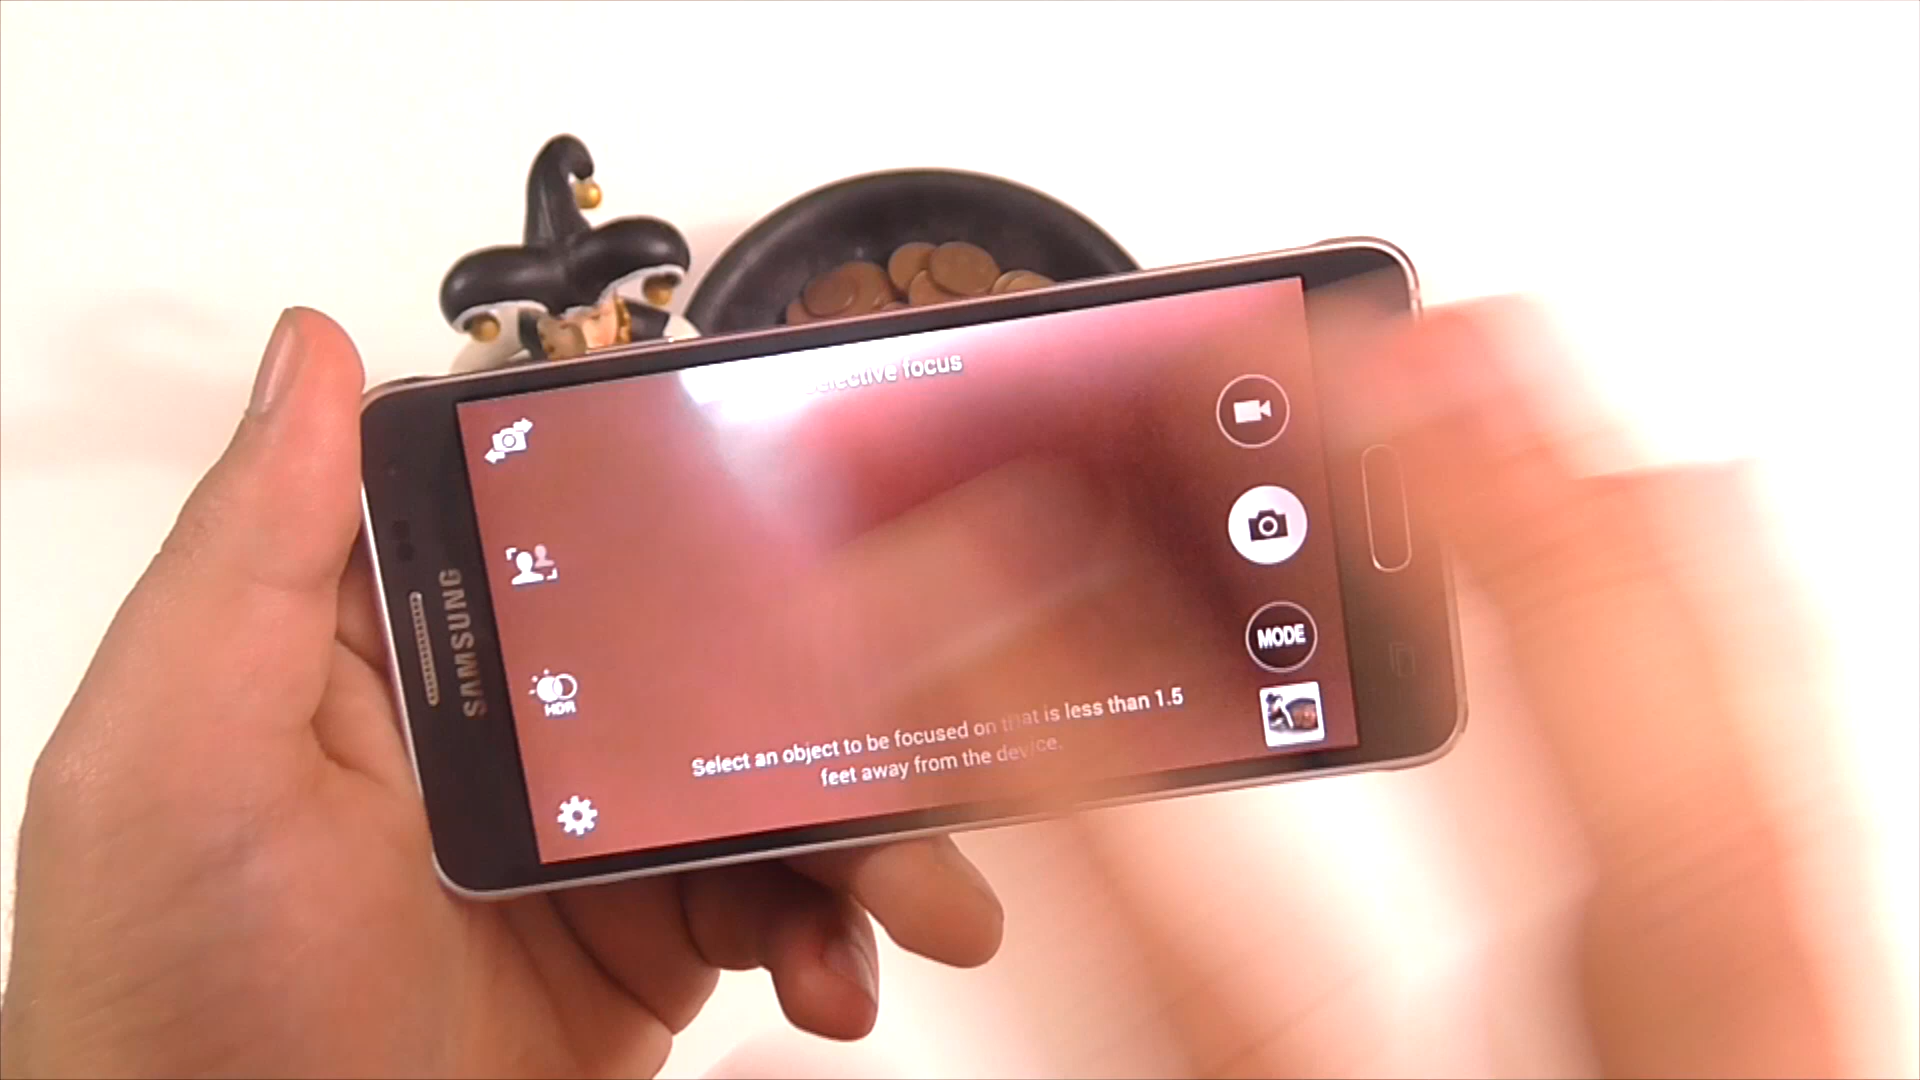 focus
SAMSUNG
HDR
MODE
Select an object to be focused on that is less than 1.5
feet away from the device.